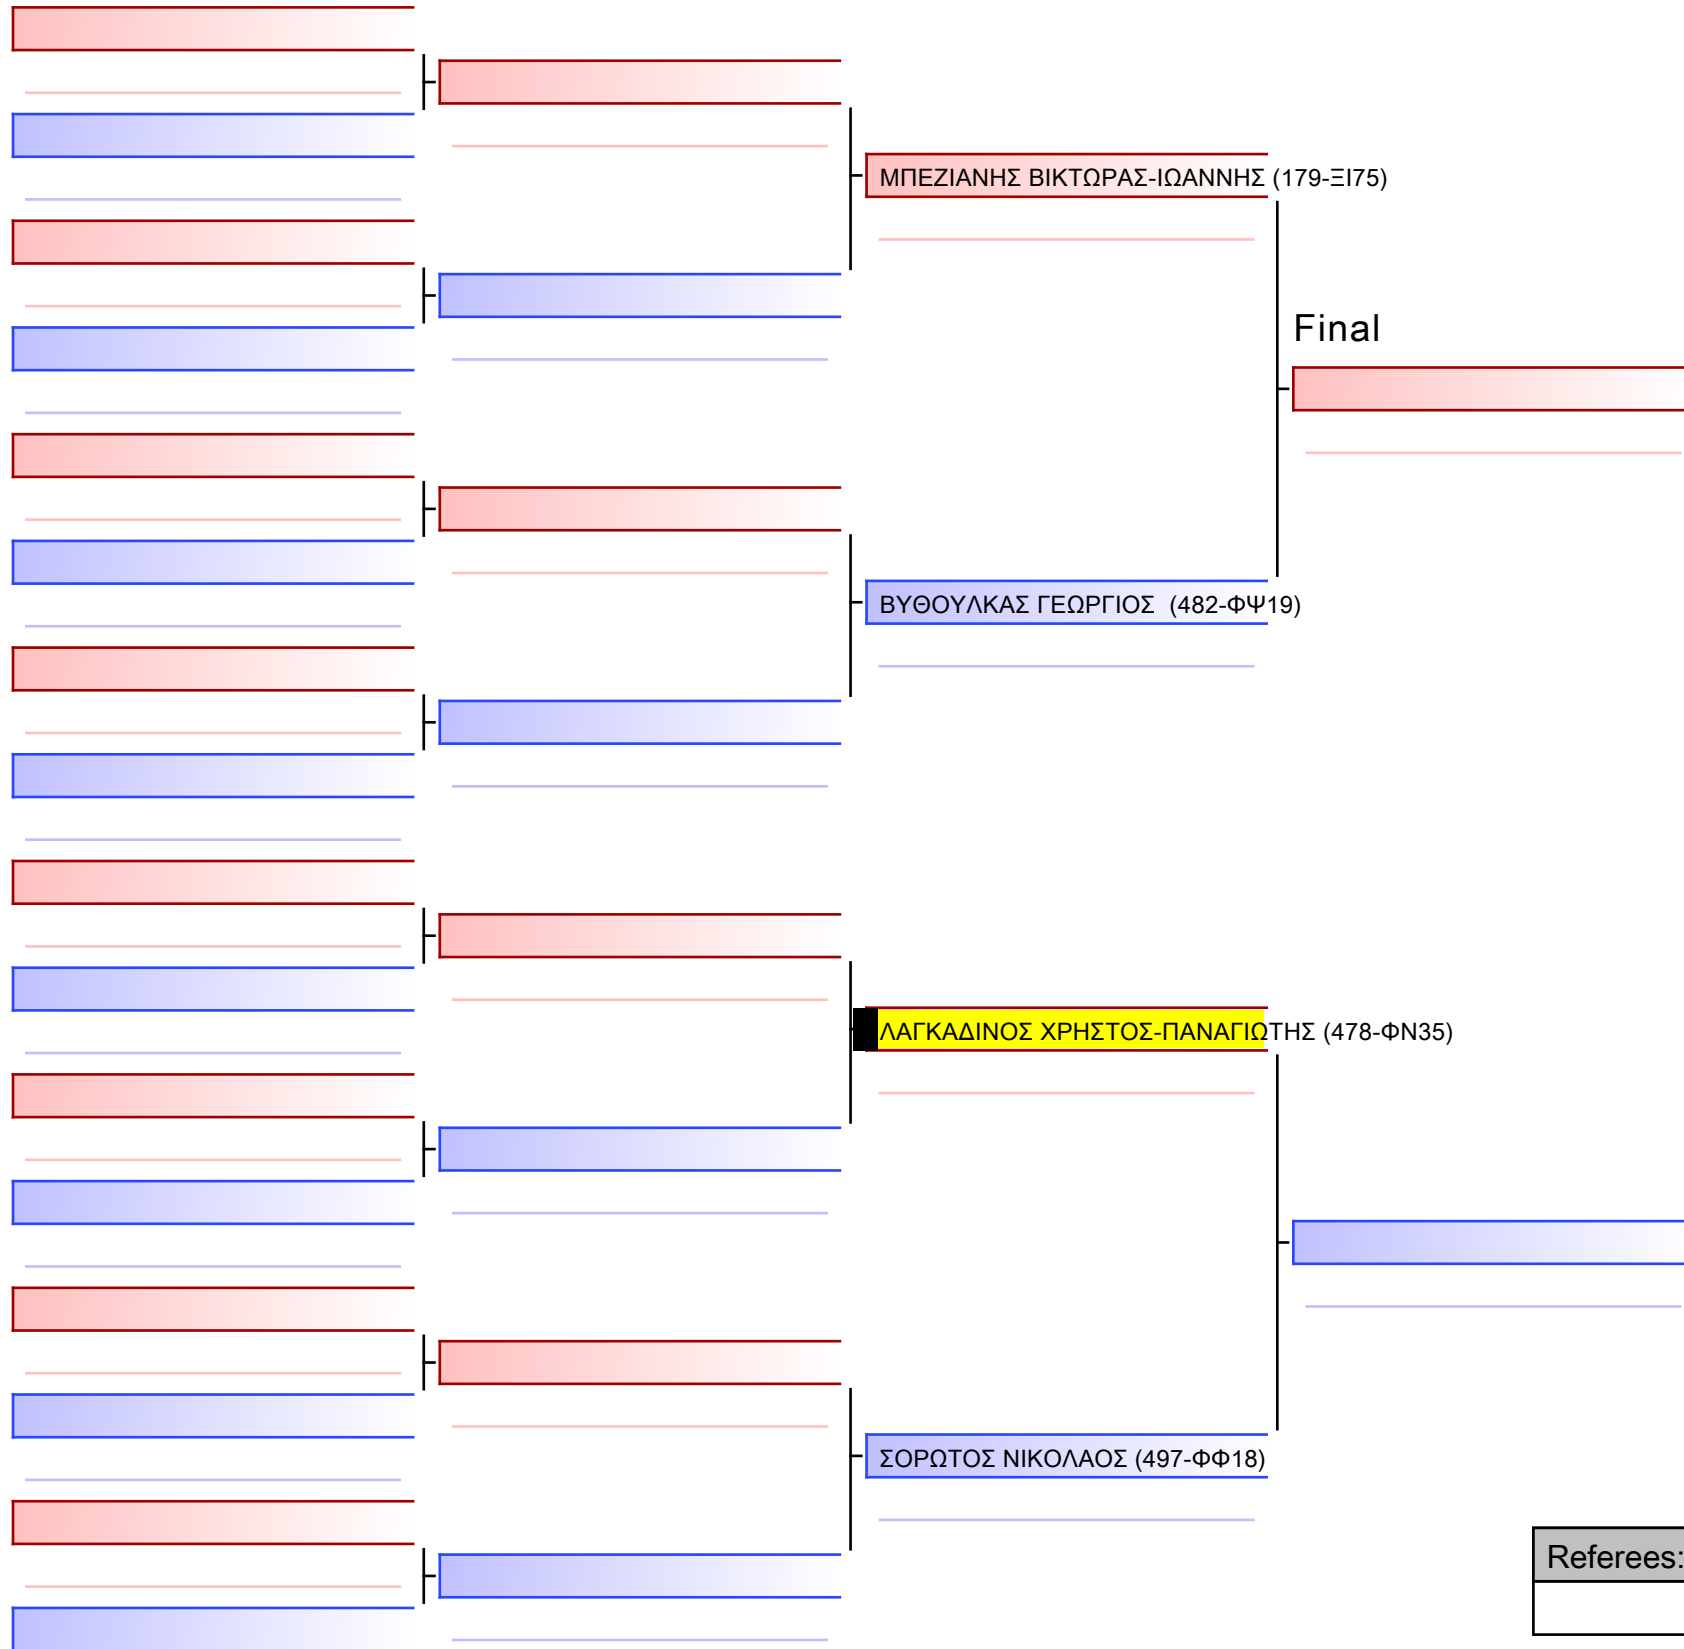 ΜΠΕΖΙΑΝΗΣ ΒΙΚΤΩΡΑΣ-ΙΩΑΝΝΗΣ (179-ΞΙ75)
Final
ΒΥΘΟΥΛΚΑΣ ΓΕΩΡΓΙΟΣ (482-ΦΨ19)
ΛΑΓΚΑΔΙΝΟΣ ΧΡΗΣΤΟΣ-ΠΑΝΑΓΙΩΤΗΣ (478-ΦΝ35)
ΣΟΡΩΤΟΣ ΝΙΚΟΛΑΟΣ (497-ΦΦ18)
Referees: